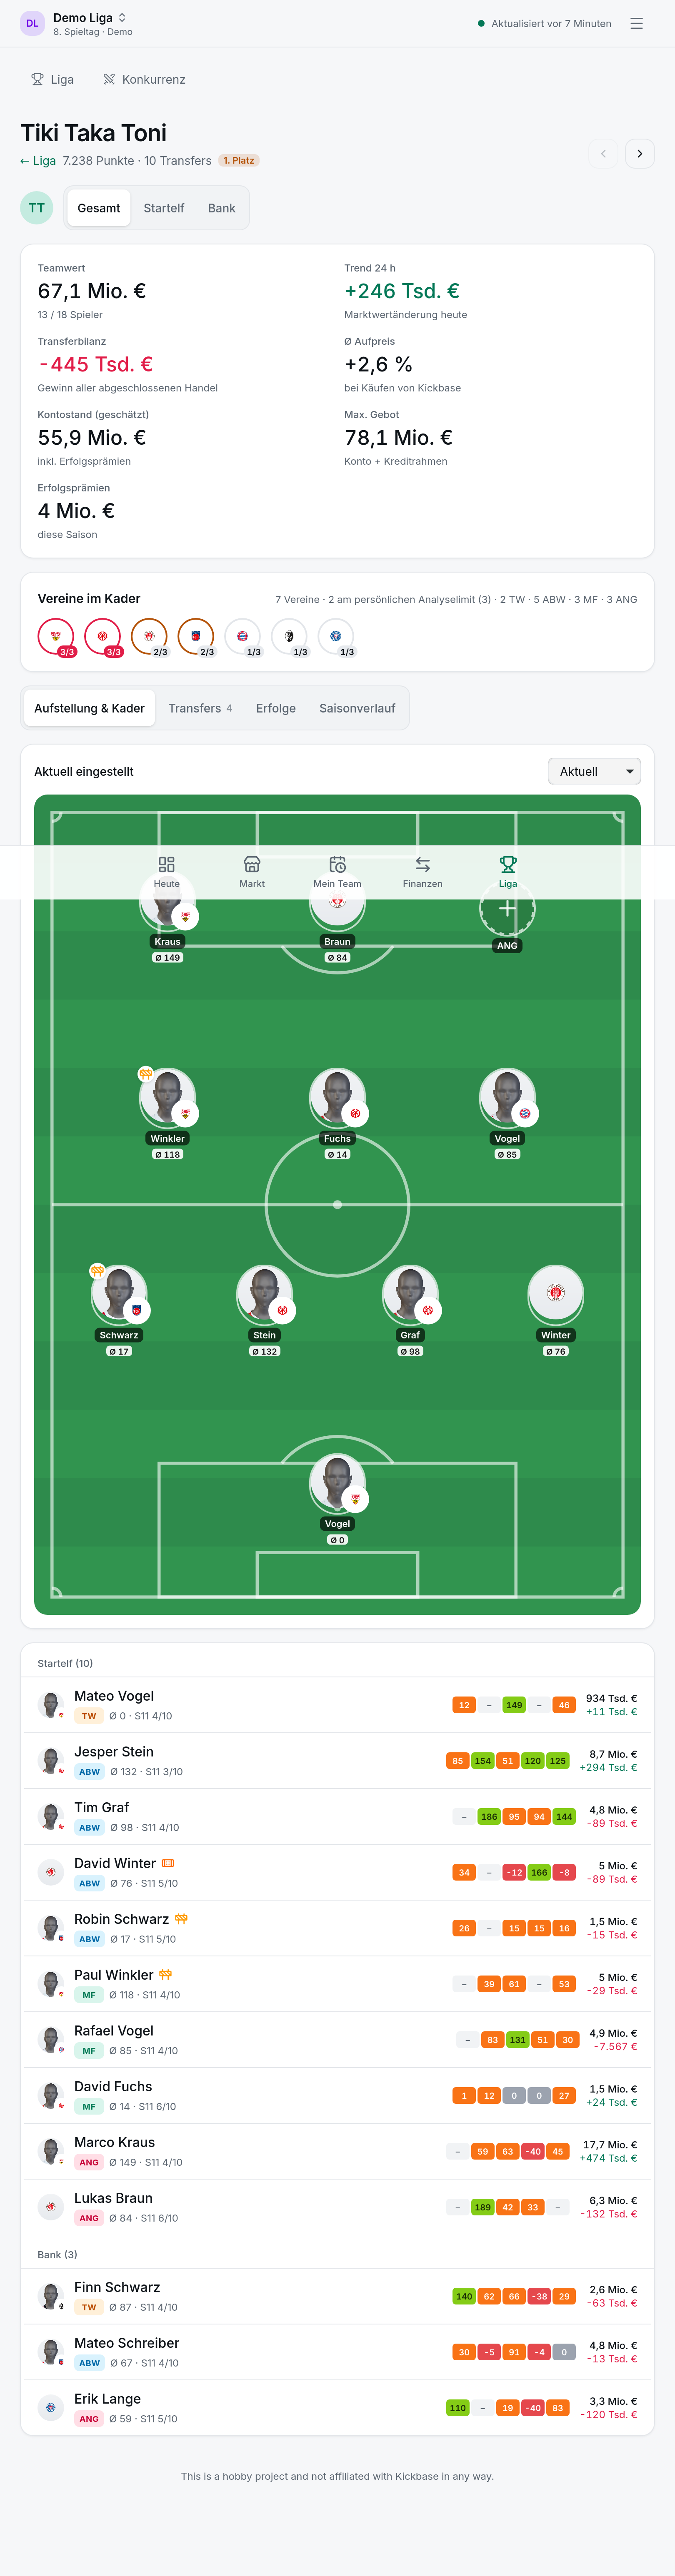 DL Demo Liga
8. Spieltag · Demo
Aktualisiert vor 7 Minuten
Liga Konkurrenz
Tiki Taka Toni
← Liga 7.238 Punkte · 10 Transfers 1. Platz
TT Gesamt Startelf Bank
Teamwert
67,1 Mio. €
13 / 18 Spieler
Trend 24 h
+246 Tsd. €
Marktwertänderung heute
Transferbilanz
-445 Tsd. €
Gewinn aller abgeschlossenen Handel
Ø Aufpreis
+2,6 %
bei Käufen von Kickbase
Kontostand (geschätzt)
55,9 Mio. €
inkl. Erfolgsprämien
Max. Gebot
78,1 Mio. €
Konto + Kreditrahmen
Erfolgsprämien
4 Mio. €
diese Saison
Vereine im Kader
7 Vereine · 2 am persönlichen Analyselimit (3) · 2 TW · 5 ABW · 3 MF · 3 ANG
3/3 3/3 2/3 2/3 1/3 1/3 1/3
Aufstellung & Kader Transfers 4 Erfolge Saisonverlauf
Aktuell eingestellt
Aktuell
Heute Markt Mein Team Finanzen Liga
Kraus Braun ANG
Ø 149 Ø 84
Winkler Fuchs Vogel
Ø 118 Ø 14 Ø 85
Schwarz Stein Graf Winter
Ø 17 Ø 132 Ø 98 Ø 76
Vogel
Ø 0
Startelf (10)
Mateo Vogel
TW Ø 0 · S11 4/10
12 – 149 – 46
934 Tsd. €
+11 Tsd. €
Jesper Stein
ABW Ø 132 · S11 3/10
85 154 51 120 125
8,7 Mio. €
+294 Tsd. €
Tim Graf
ABW Ø 98 · S11 4/10
– 186 95 94 144
4,8 Mio. €
-89 Tsd. €
David Winter
ABW Ø 76 · S11 5/10
34 – -12 166 -8
5 Mio. €
-89 Tsd. €
Robin Schwarz
ABW Ø 17 · S11 5/10
26 – 15 15 16
1,5 Mio. €
-15 Tsd. €
Paul Winkler
MF Ø 118 · S11 4/10
– 39 61 – 53
5 Mio. €
-29 Tsd. €
Rafael Vogel
MF Ø 85 · S11 4/10
– 83 131 51 30
4,9 Mio. €
-7.567 €
David Fuchs
MF Ø 14 · S11 6/10
1 12 0 0 27
1,5 Mio. €
+24 Tsd. €
Marco Kraus
ANG Ø 149 · S11 4/10
– 59 63 -40 45
17,7 Mio. €
+474 Tsd. €
Lukas Braun
ANG Ø 84 · S11 6/10
– 189 42 33 –
6,3 Mio. €
-132 Tsd. €
Bank (3)
Finn Schwarz
TW Ø 87 · S11 4/10
140 62 66 -38 29
2,6 Mio. €
-63 Tsd. €
Mateo Schreiber
ABW Ø 67 · S11 4/10
30 -5 91 -4 0
4,8 Mio. €
-13 Tsd. €
Erik Lange
ANG Ø 59 · S11 5/10
110 – 19 -40 83
3,3 Mio. €
-120 Tsd. €
This is a hobby project and not affiliated with Kickbase in any way.